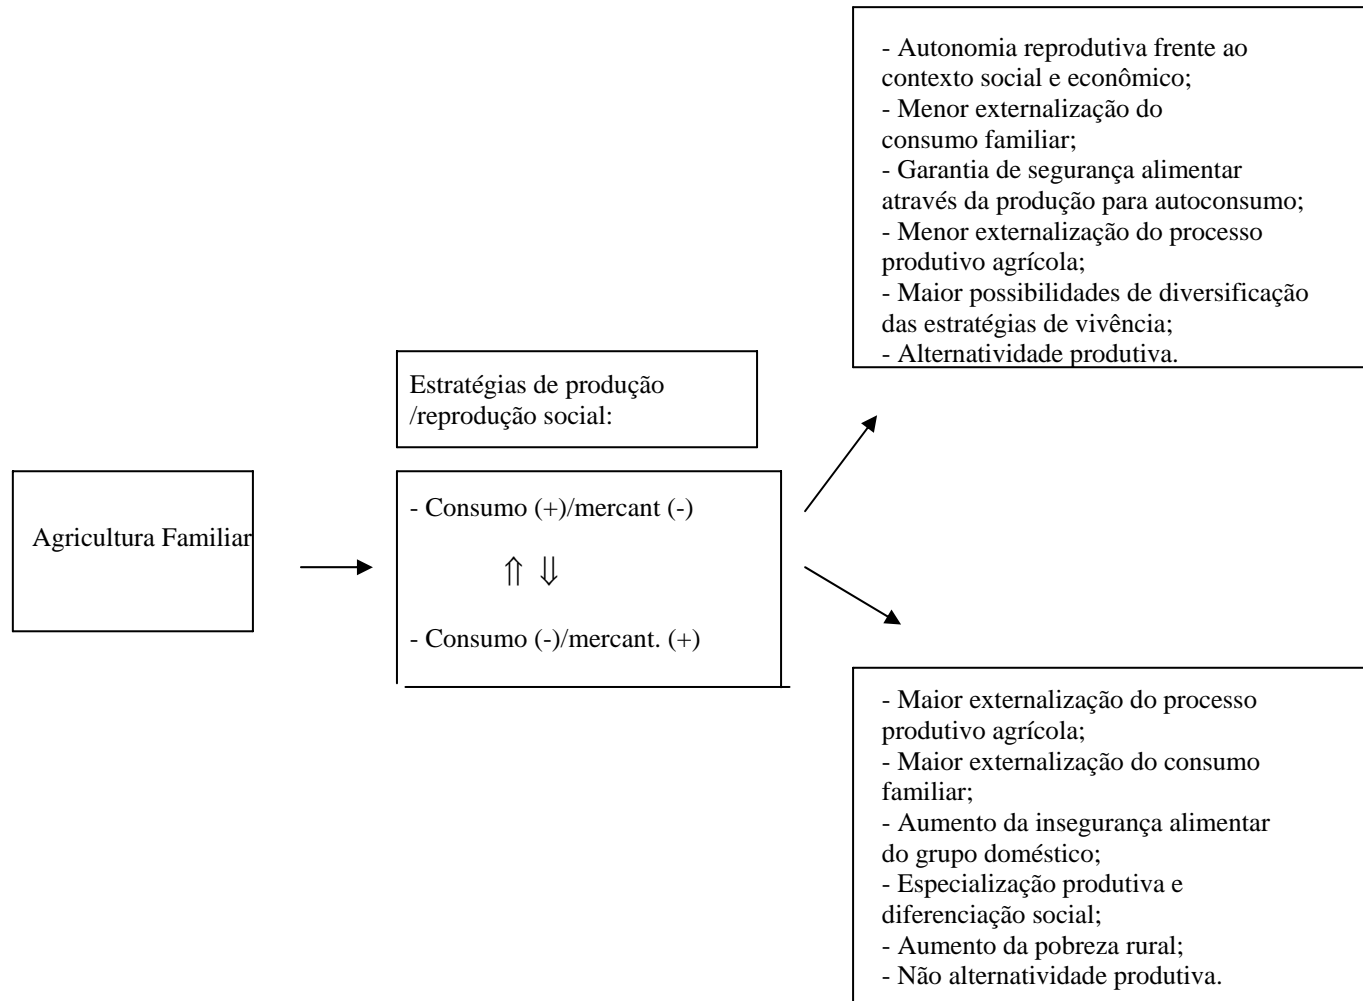 Agricultura Familiar
Estratégias de produção
/reprodução social:
- Consumo (+)/mercant (-)
⇑ ⇓
- Consumo (-)/mercant. (+)
- Autonomia reprodutiva frente ao
contexto social e econômico;
- Menor externalização do
consumo familiar;
- Garantia de segurança alimentar
através da produção para autoconsumo;
- Menor externalização do processo
produtivo agrícola;
- Maior possibilidades de diversificação
das estratégias de vivência;
- Alternatividade produtiva.
- Maior externalização do processo
produtivo agrícola;
- Maior externalização do consumo
familiar;
- Aumento da insegurança alimentar
do grupo doméstico;
- Especialização produtiva e
diferenciação social;
- Aumento da pobreza rural;
- Não alternatividade produtiva.